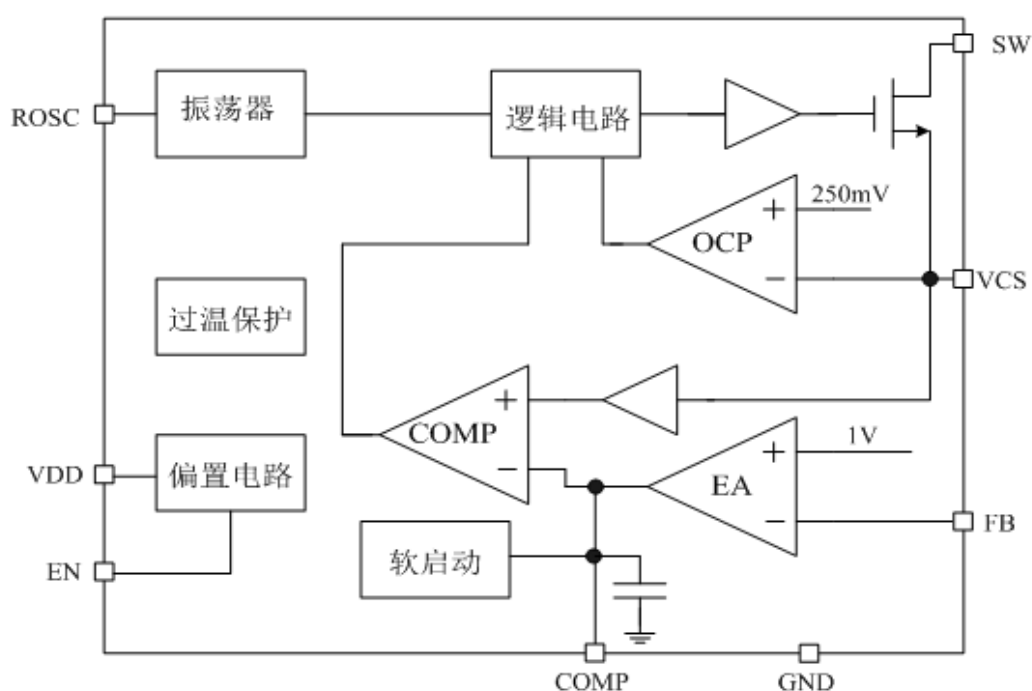 SW
ROSC
振荡器
逻辑电路
250mV
+
OCP
−
VCS
过温保护
+
COMP
−
1V
+
EA
−
VDD
偏置电路
FB
EN
软启动
COMP
GND